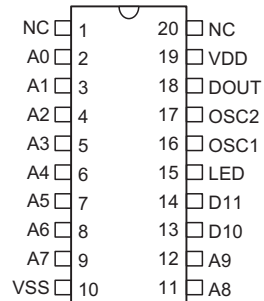 NC 1 20 NC
A0 2 19 VDD
A1 3 18 DOUT
A2 4 17 OSC2
A3 5 16 OSC1
A4 6 15 LED
A5 7 14 D11
A6 8 13 D10
A7 9 12 A9
VSS 10 11 A8